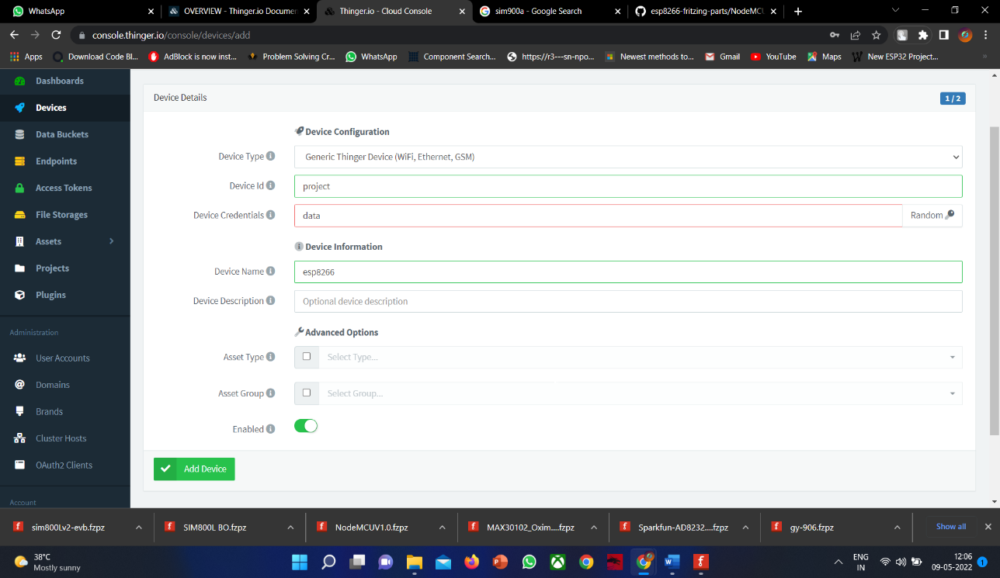 WhatsApp
OVERVIEW - Thinger.io Documen
Thinger.io - Cloud Console
sim900a - Google Search
esp8266-fritzing-parts/NodeMCU
console.thinger.io/console/devices/add
Apps
Download Code Bl...
AdBlock is now inst...
Problem Solving Cr...
WhatsApp
Component Search...
https://r3---sn-npo...
Newest methods to...
Gmail
YouTube
Maps
New ESP32 Project...
Dashboards
Devices
Data Buckets
Endpoints
Access Tokens
File Storages
Assets
Projects
Plugins
Administration
User Accounts
Domains
Brands
Cluster Hosts
OAuth2 Clients
Account
Device Details
1 / 2
Device Configuration
Device Type
Generic Thinger Device (WiFi, Ethernet, GSM)
Device Id
project
Device Credentials
data
Random
Device Information
Device Name
esp8266
Device Description
Optional device description
Advanced Options
Asset Type
Select Type...
Asset Group
Select Group...
Enabled
Add Device
sim800Lv2-evb.fzpz
SIM800L BO.fzpz
NodeMCUV1.0.fzpz
MAX30102_Oxim....fzpz
Sparkfun-AD8232....fzpz
gy-906.fzpz
Show all
38°C
Mostly sunny
ENG
IN
12:06
09-05-2022
1